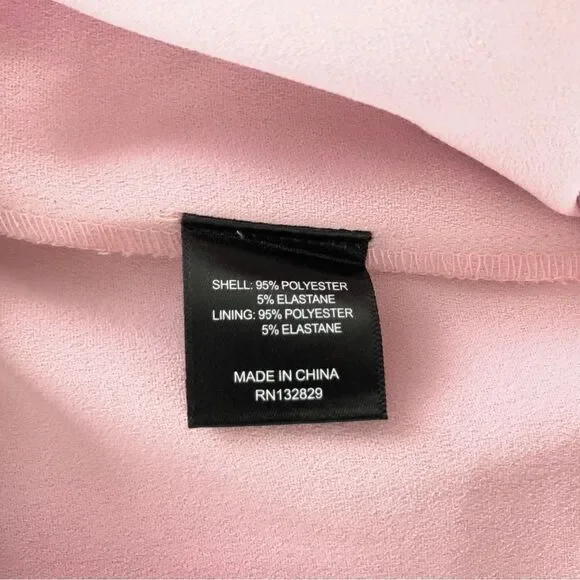 SHELL: 95% POLYESTER
5% ELASTANE
LINING: 95% POLYESTER
5% ELASTANE
MADE IN CHINA
RN132829